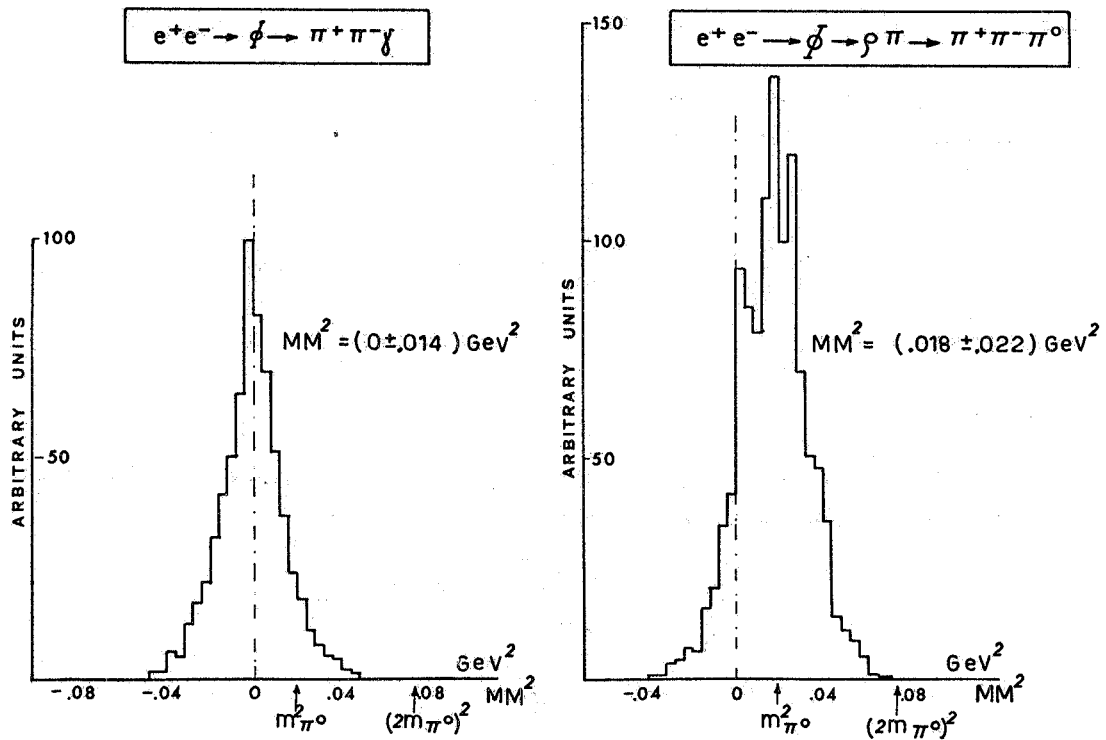 e⁺e⁻ → ϕ → π⁺π⁻γ
100
50
ARBITRARY UNITS
MM² = (0 ± .014) GeV²
GeV²
-.08 -.04 0 .04 .08 MM²
m²π⁰ (2mπ⁰)²
e⁺e⁻ → ϕ → ρπ → π⁺π⁻π⁰
150
100
50
ARBITRARY UNITS
MM² = (.018 ± .022) GeV²
GeV²
-.04 0 .04 .08 MM²
m²π⁰ (2mπ⁰)²